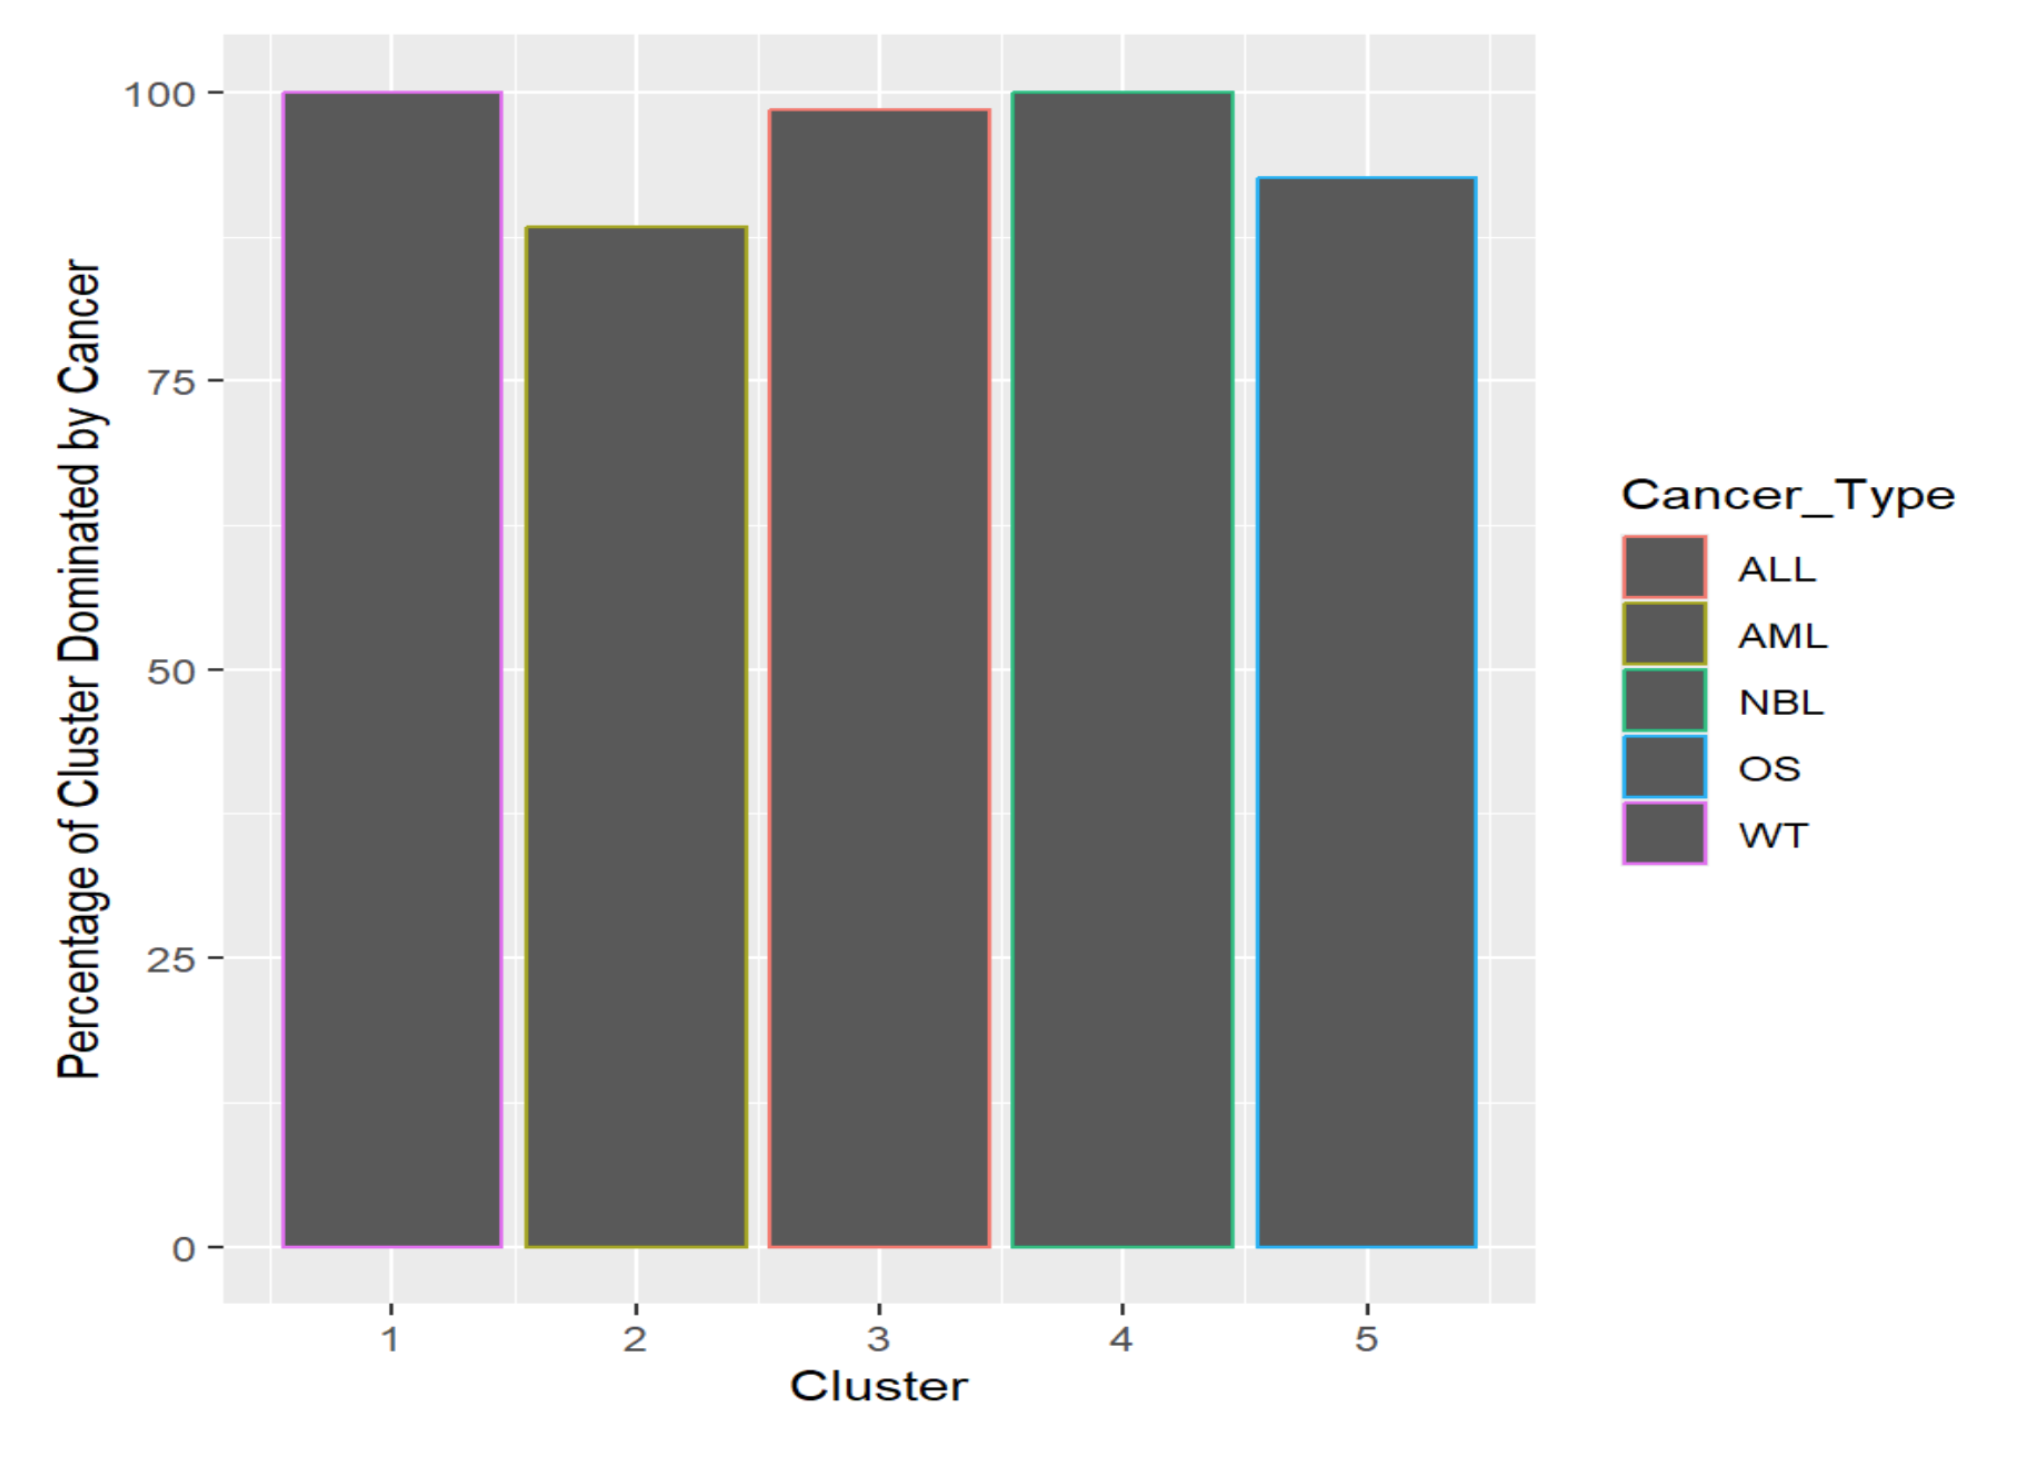 Percentage of Cluster Dominated by Cancer
100
75
50
25
0
1 2 3 4 5
Cluster
Cancer_Type
ALL
AML
NBL
OS
WT